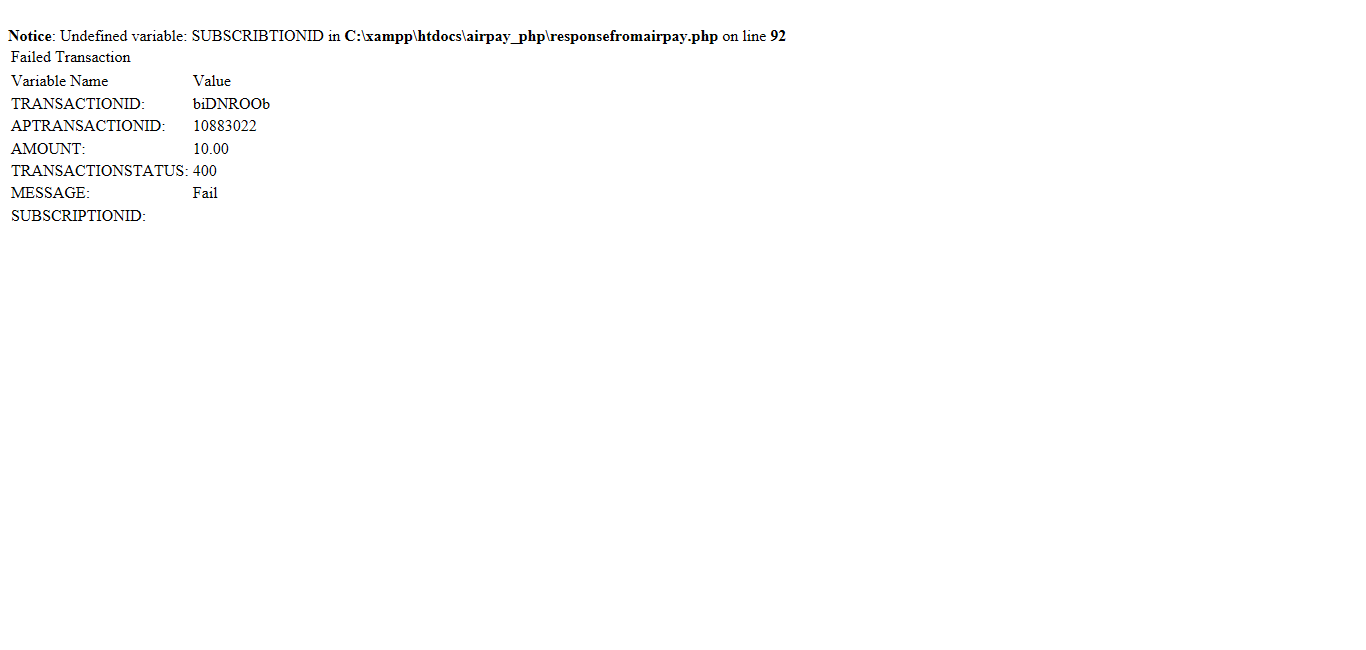 Notice: Undefined variable: SUBSCRIBTIONID in C:\xampp\htdocs\airpay_php\responsefromairpay.php on line 92
Failed Transaction
Variable Name Value
TRANSACTIONID: biDNROOb
APTRANSACTIONID: 10883022
AMOUNT: 10.00
TRANSACTIONSTATUS: 400
MESSAGE: Fail
SUBSCRIPTIONID: